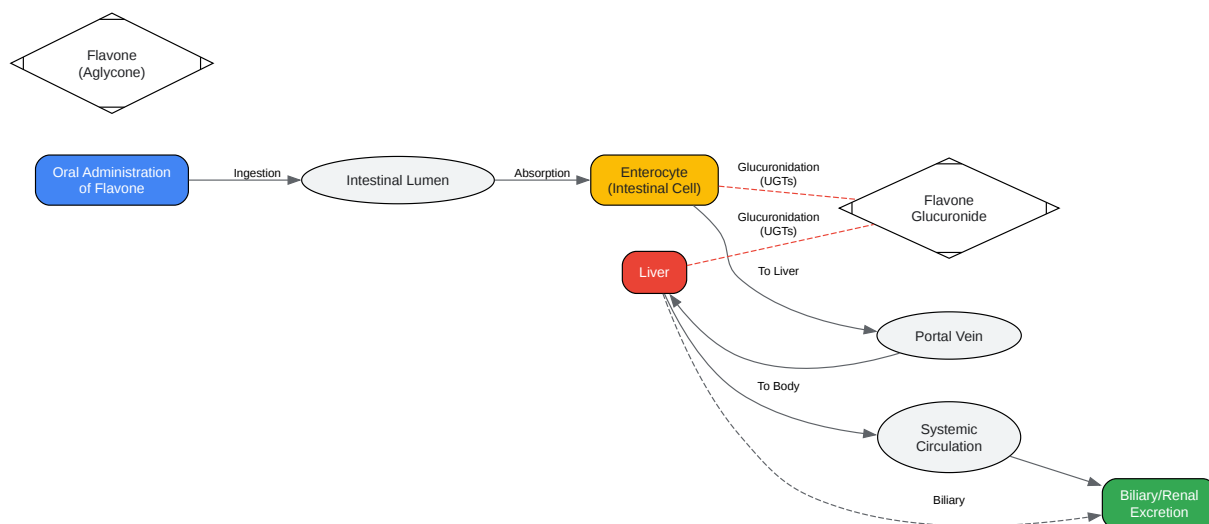 Flavone
(Aglycone)
Oral Administration
of Flavone
Ingestion
Intestinal Lumen
Absorption
Enterocyte
(Intestinal Cell)
Glucuronidation
(UGTs)
Flavone
Glucuronide
Glucuronidation
(UGTs)
Liver
To Liver
Portal Vein
To Body
Systemic
Circulation
Biliary
Biliary/Renal
Excretion